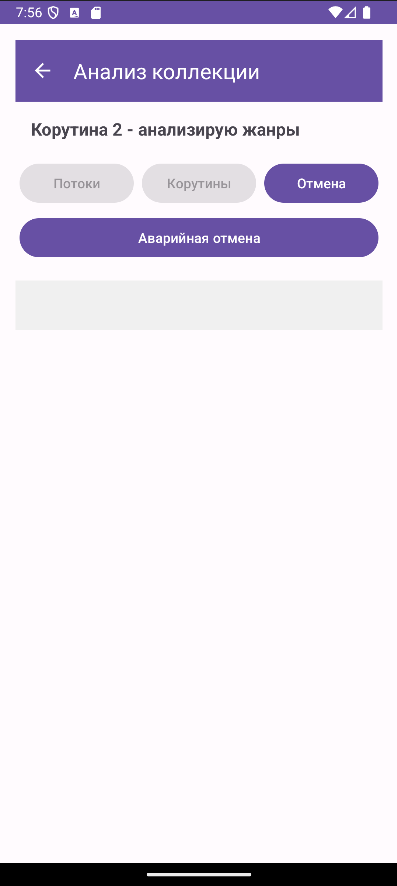 7:56
Анализ коллекции
Корутина 2 - анализирую жанры
Потоки Корутины Отмена
Аварийная отмена